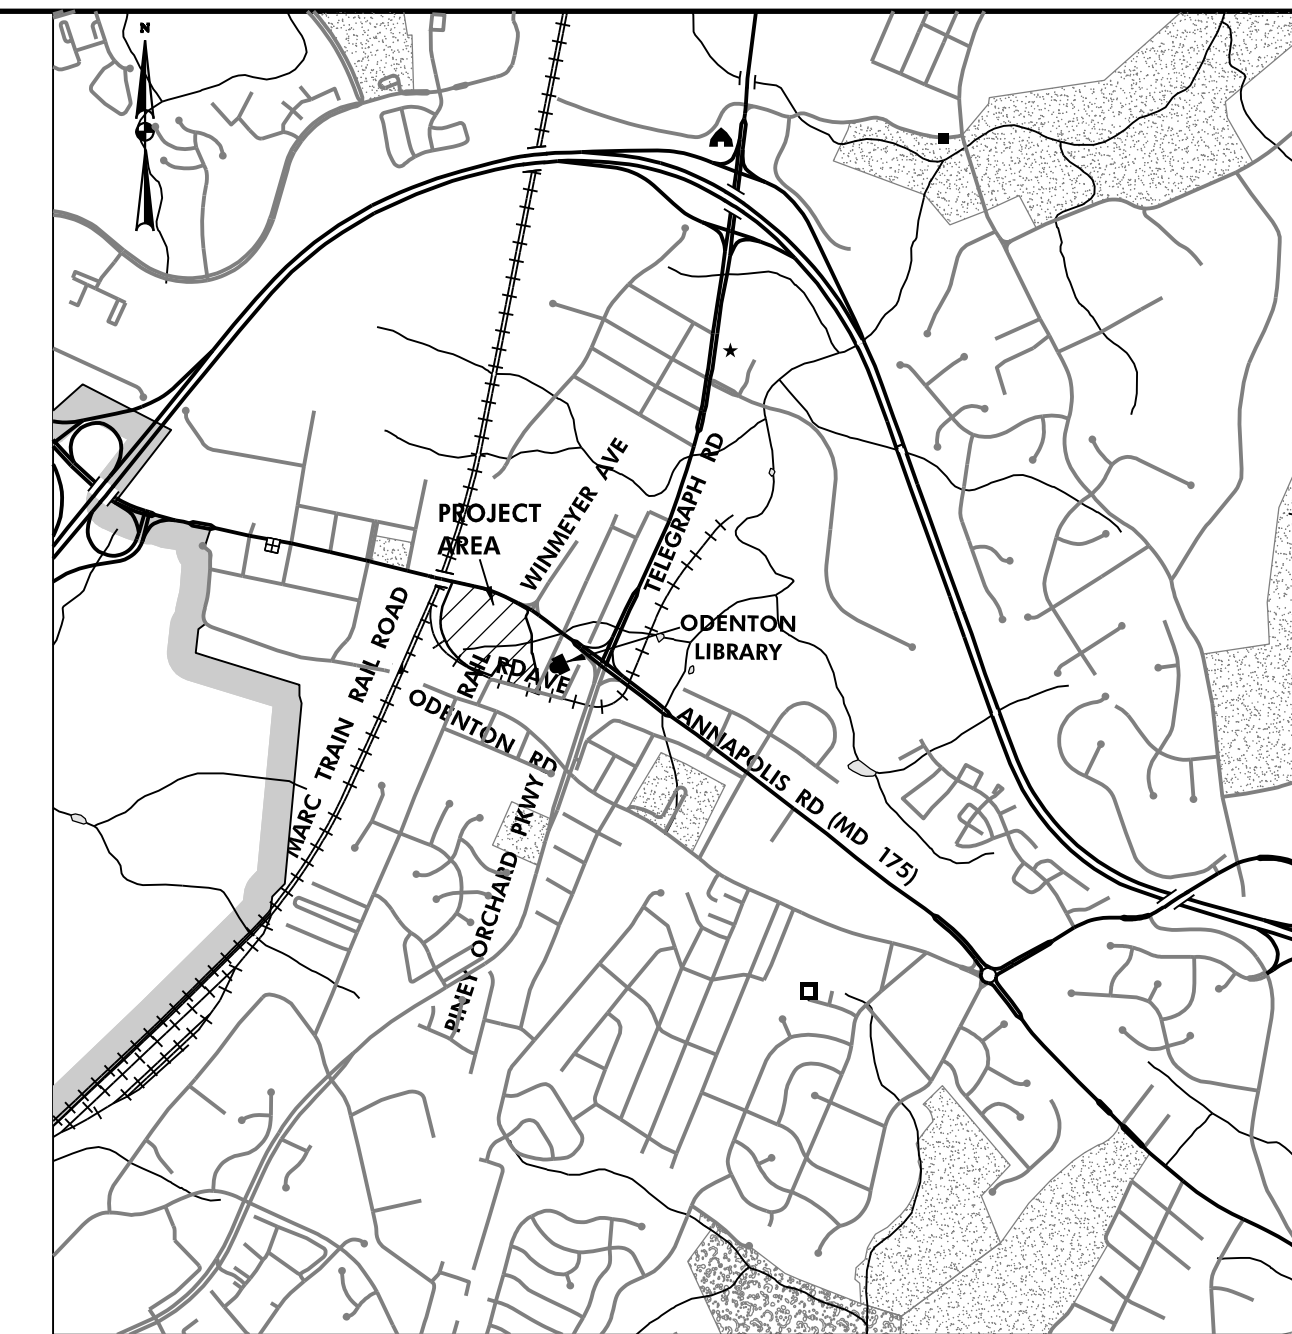 N
PROJECT
AREA
WINMEYER AVE
TELEGRAPH RD
ODENTON
LIBRARY
MARC TRAIN RAIL ROAD
RAIL RD AVE
ODENTON RD
ANNAPOLIS RD (MD 175)
PINEY ORCHARD PKWY